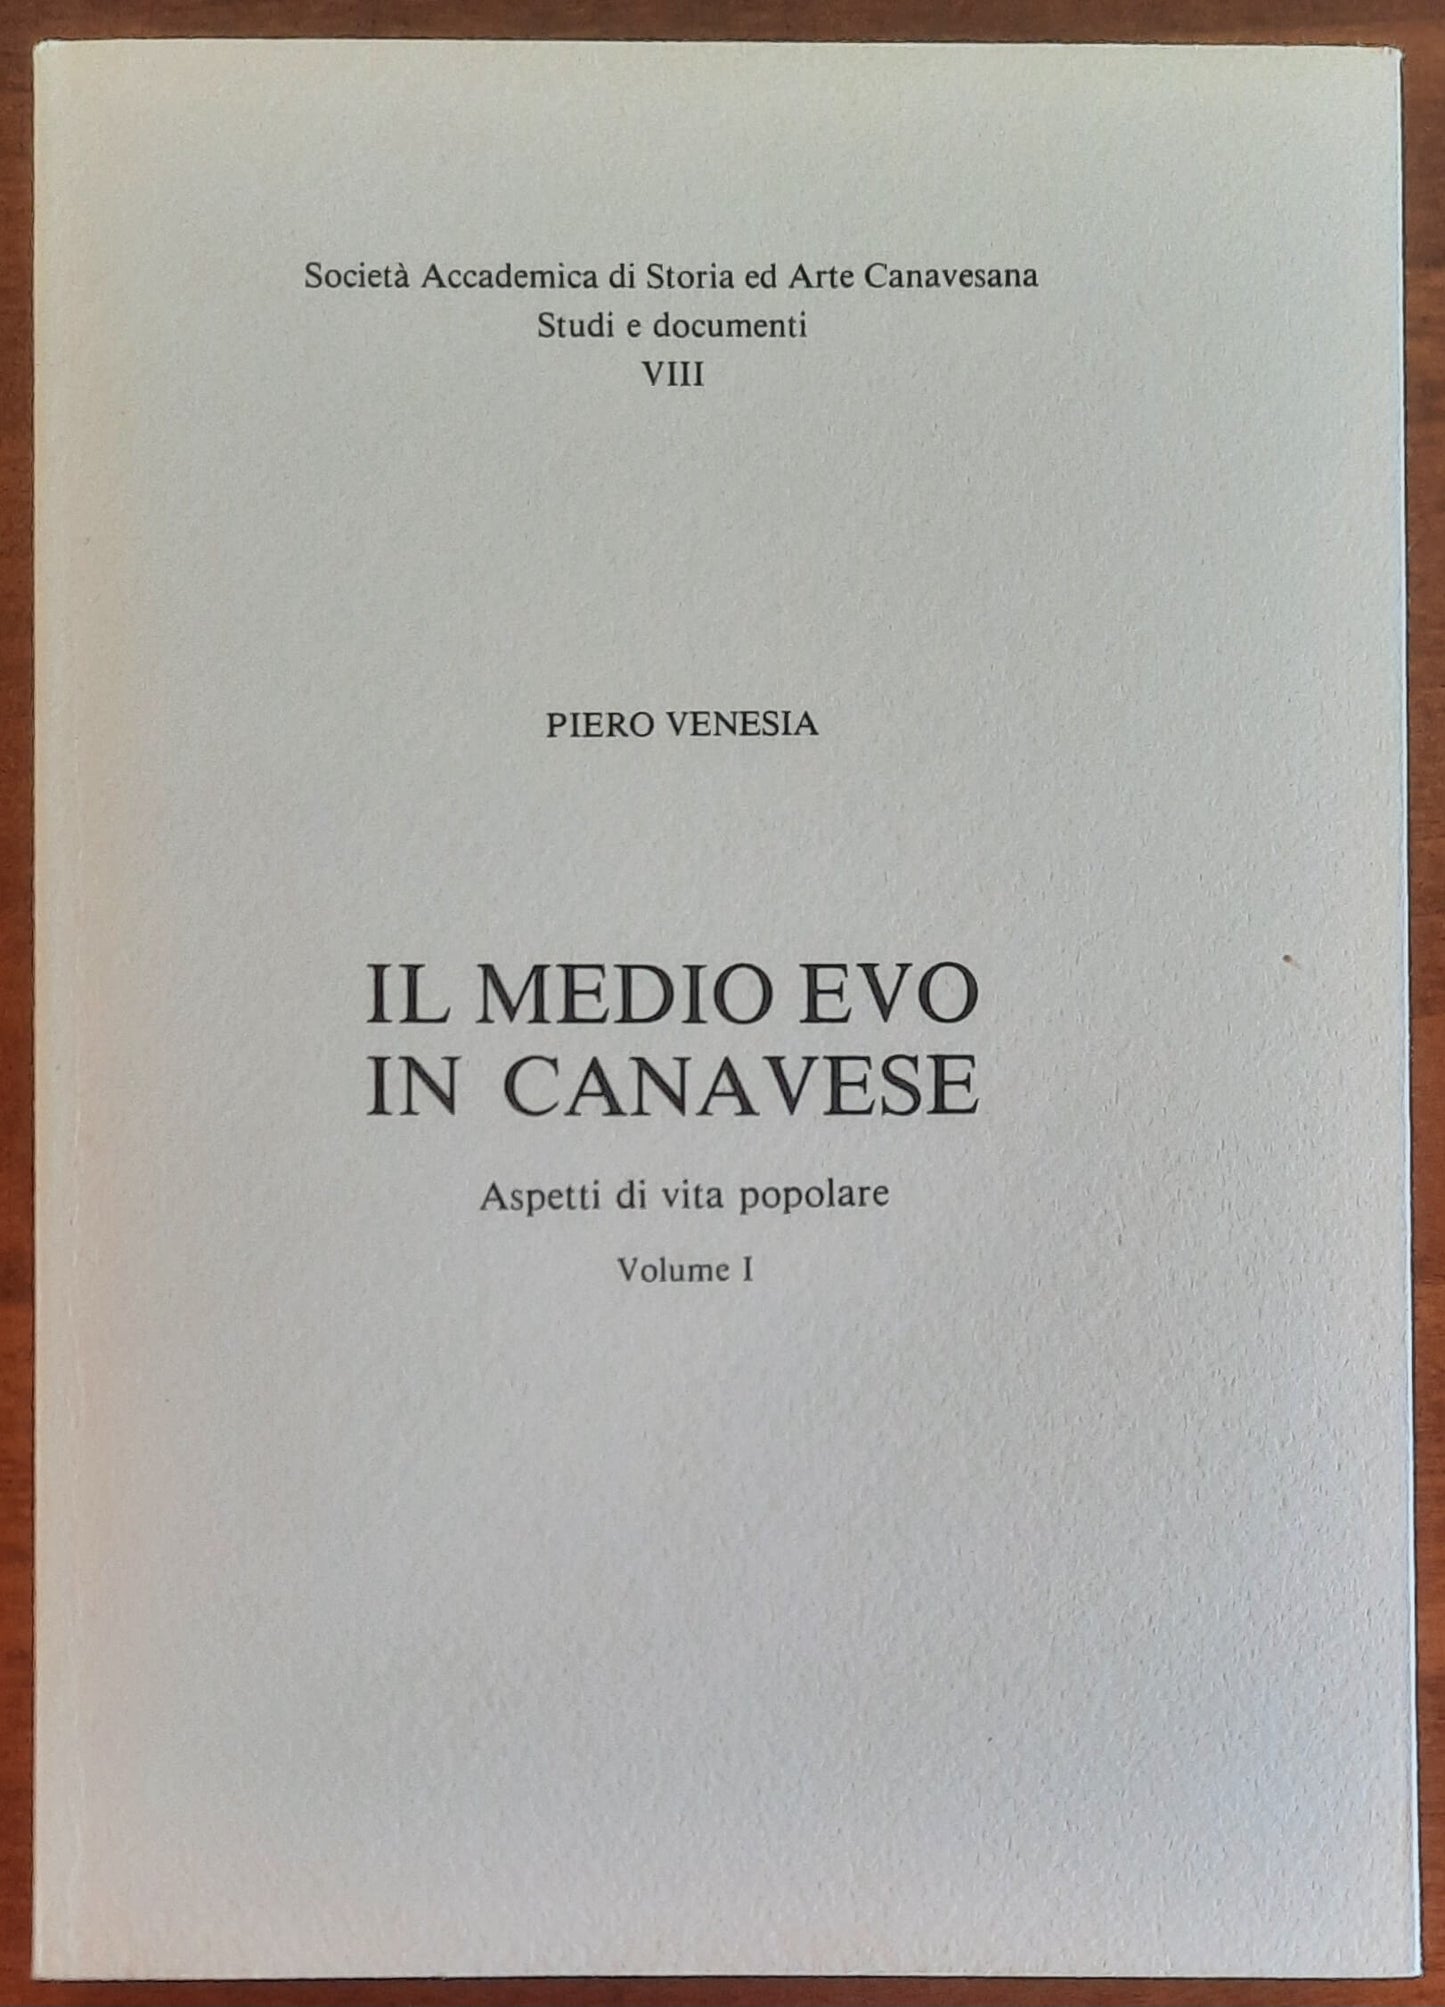 Società Accademica di Storia ed Arte Canavesana
Studi e documenti
VIII
PIERO VENESIA
IL MEDIO EVO
IN CANAVESE
Aspetti di vita popolare
Volume I